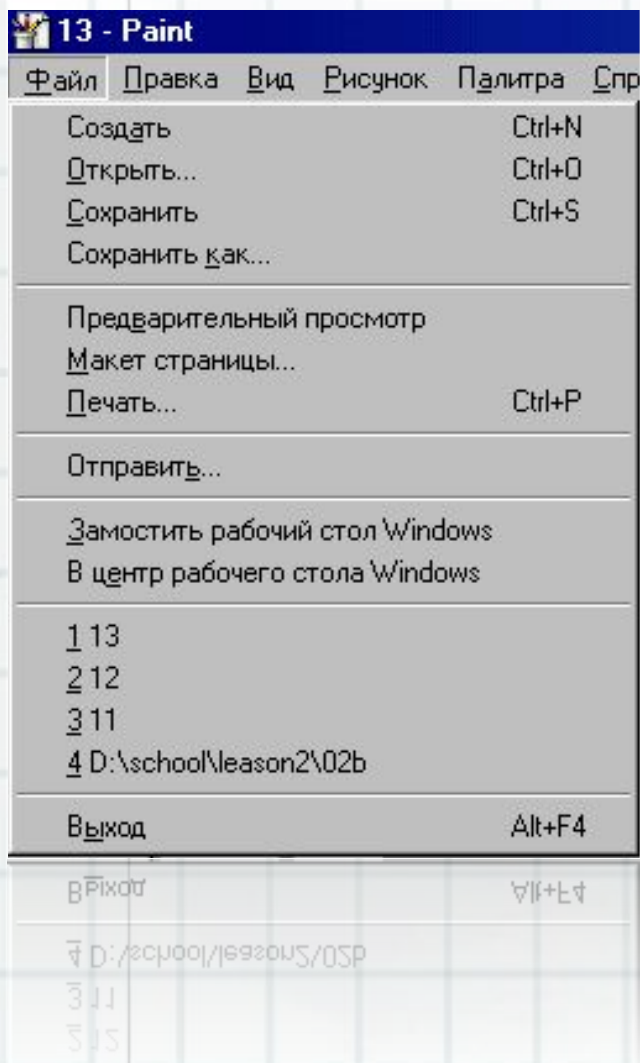 13 - Paint
Файл Правка Вид Рисунок Палитра Спр
Создать Ctrl+N
Открыть... Ctrl+O
Сохранить Ctrl+S
Сохранить как...
Предварительный просмотр
Макет страницы...
Печать... Ctrl+P
Отправить...
Замостить рабочий стол Windows
В центр рабочего стола Windows
1 13
2 12
3 11
4 D:\school\leason2\02b
Выход Alt+F4